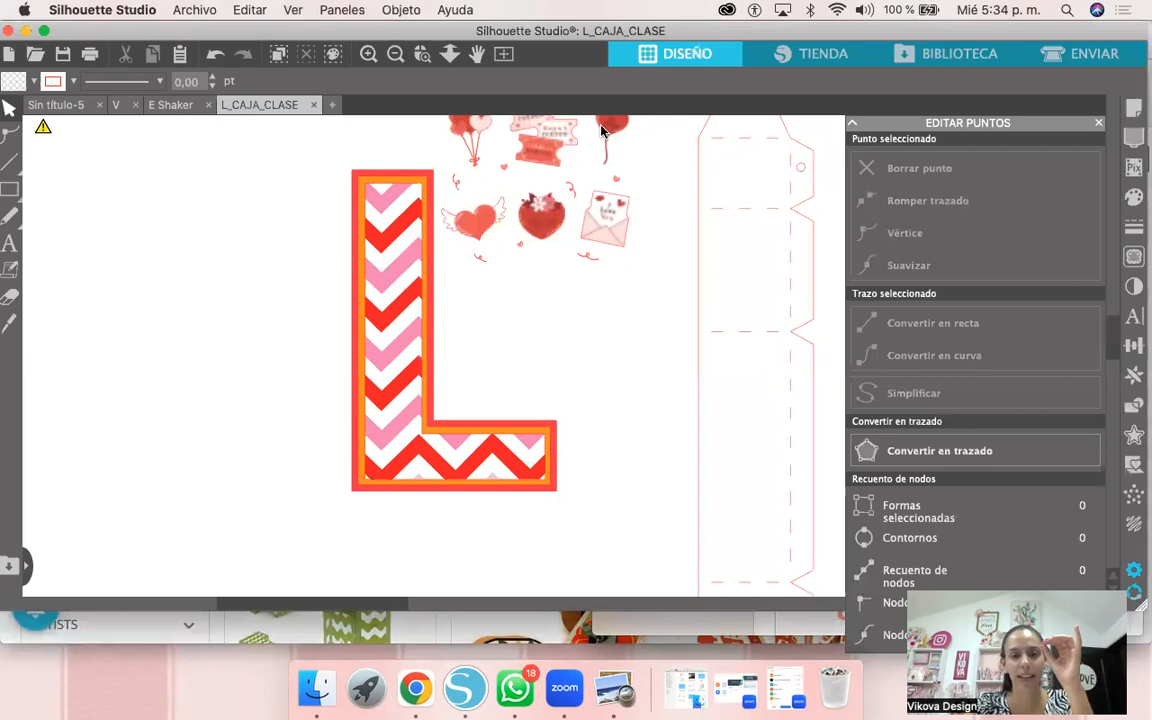 Silhouette Studio Archivo Editar Ver Paneles Objeto Ayuda 100 % Mié 5:34 p. m.
Silhouette Studio®: L_CAJA_CLASE
DISEÑO TIENDA BIBLIOTECA ENVIAR
0,00 pt
Sin título-5 V E Shaker L_CAJA_CLASE
EDITAR PUNTOS
Punto seleccionado
Borrar punto
Romper trazado
Vértice
Suavizar
Trazo seleccionado
Convertir en recta
Convertir en curva
Simplificar
Convertir en trazado
Convertir en trazado
Recuento de nodos
Formas
seleccionadas 0
Contornos 0
Recuento de
nodos 0
L
18
zoom
Vikova Design